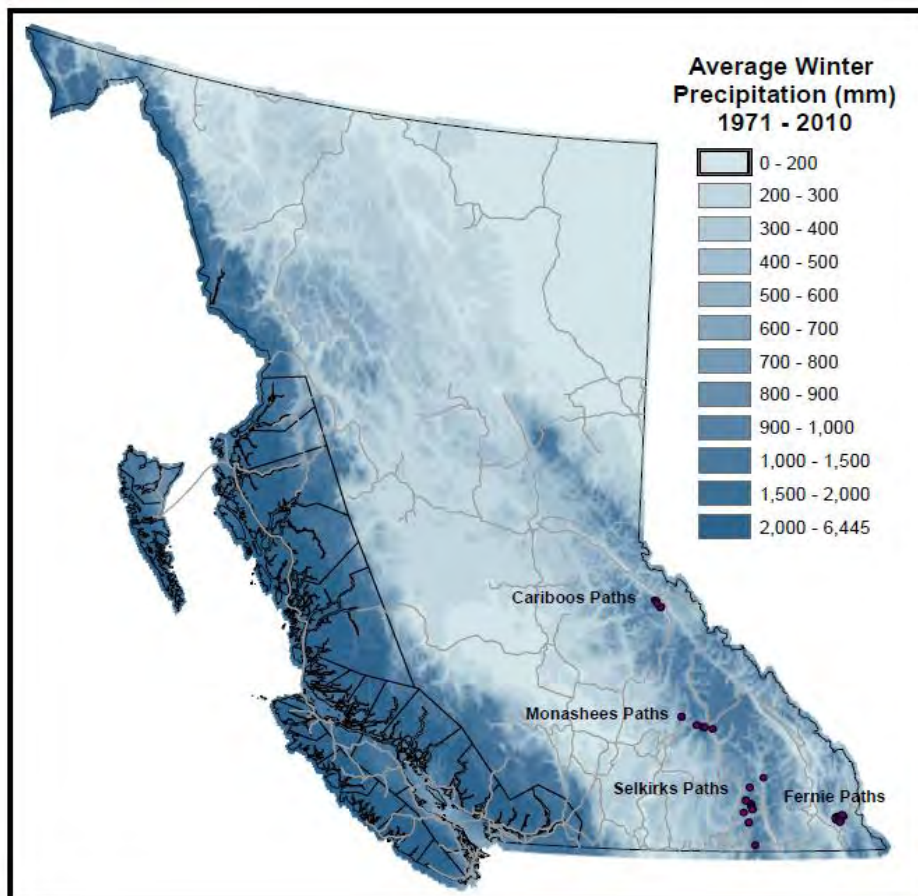 Average Winter
Precipitation (mm)
1971 - 2010
0 - 200
200 - 300
300 - 400
400 - 500
500 - 600
600 - 700
700 - 800
800 - 900
900 - 1,000
1,000 - 1,500
1,500 - 2,000
2,000 - 6,445
Cariboos Paths
Monashees Paths
Selkirks Paths
Fernie Paths